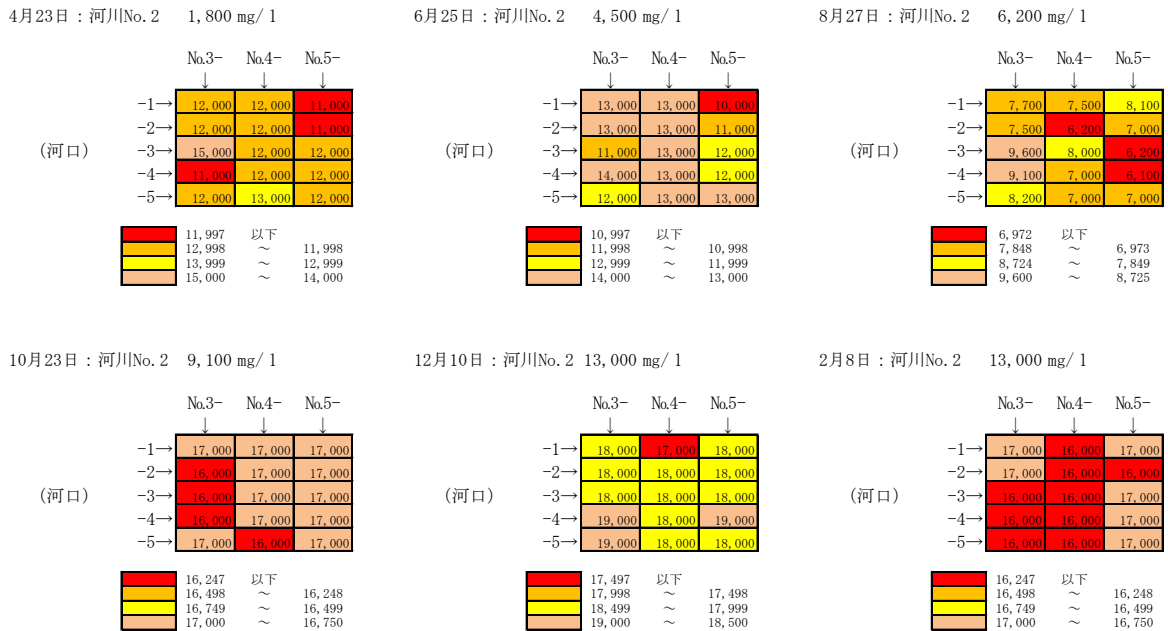 4月23日：河川No.2 1,800 mg/l
No.3- No.4- No.5-
↓ ↓ ↓
-1→ 12,000 12,000 11,000
-2→ 12,000 12,000 11,000
(河口) -3→ 15,000 12,000 12,000
-4→ 11,000 12,000 12,000
-5→ 12,000 13,000 12,000
11,997 以下
12,998 ～ 11,998
13,999 ～ 12,999
15,000 ～ 14,000
6月25日：河川No.2 4,500 mg/l
No.3- No.4- No.5-
↓ ↓ ↓
-1→ 13,000 13,000 10,000
-2→ 13,000 13,000 11,000
(河口) -3→ 11,000 13,000 12,000
-4→ 14,000 13,000 12,000
-5→ 12,000 13,000 13,000
10,997 以下
11,998 ～ 10,998
12,999 ～ 11,999
14,000 ～ 13,000
8月27日：河川No.2 6,200 mg/l
No.3- No.4- No.5-
↓ ↓ ↓
-1→ 7,700 7,500 8,100
-2→ 7,500 6,200 7,000
(河口) -3→ 9,600 8,000 6,200
-4→ 9,100 7,000 6,100
-5→ 8,200 7,000 7,000
6,972 以下
7,848 ～ 6,973
8,724 ～ 7,849
9,600 ～ 8,725
10月23日：河川No.2 9,100 mg/l
No.3- No.4- No.5-
↓ ↓ ↓
-1→ 17,000 17,000 17,000
-2→ 16,000 17,000 17,000
(河口) -3→ 16,000 17,000 17,000
-4→ 16,000 17,000 17,000
-5→ 17,000 16,000 17,000
16,247 以下
16,498 ～ 16,248
16,749 ～ 16,499
17,000 ～ 16,750
12月10日：河川No.2 13,000 mg/l
No.3- No.4- No.5-
↓ ↓ ↓
-1→ 18,000 17,000 18,000
-2→ 18,000 18,000 18,000
(河口) -3→ 18,000 18,000 18,000
-4→ 19,000 18,000 19,000
-5→ 19,000 18,000 18,000
17,497 以下
17,998 ～ 17,498
18,499 ～ 17,999
19,000 ～ 18,500
2月8日：河川No.2 13,000 mg/l
No.3- No.4- No.5-
↓ ↓ ↓
-1→ 17,000 16,000 17,000
-2→ 17,000 16,000 16,000
(河口) -3→ 16,000 16,000 17,000
-4→ 16,000 16,000 17,000
-5→ 16,000 16,000 17,000
16,247 以下
16,498 ～ 16,248
16,749 ～ 16,499
17,000 ～ 16,750